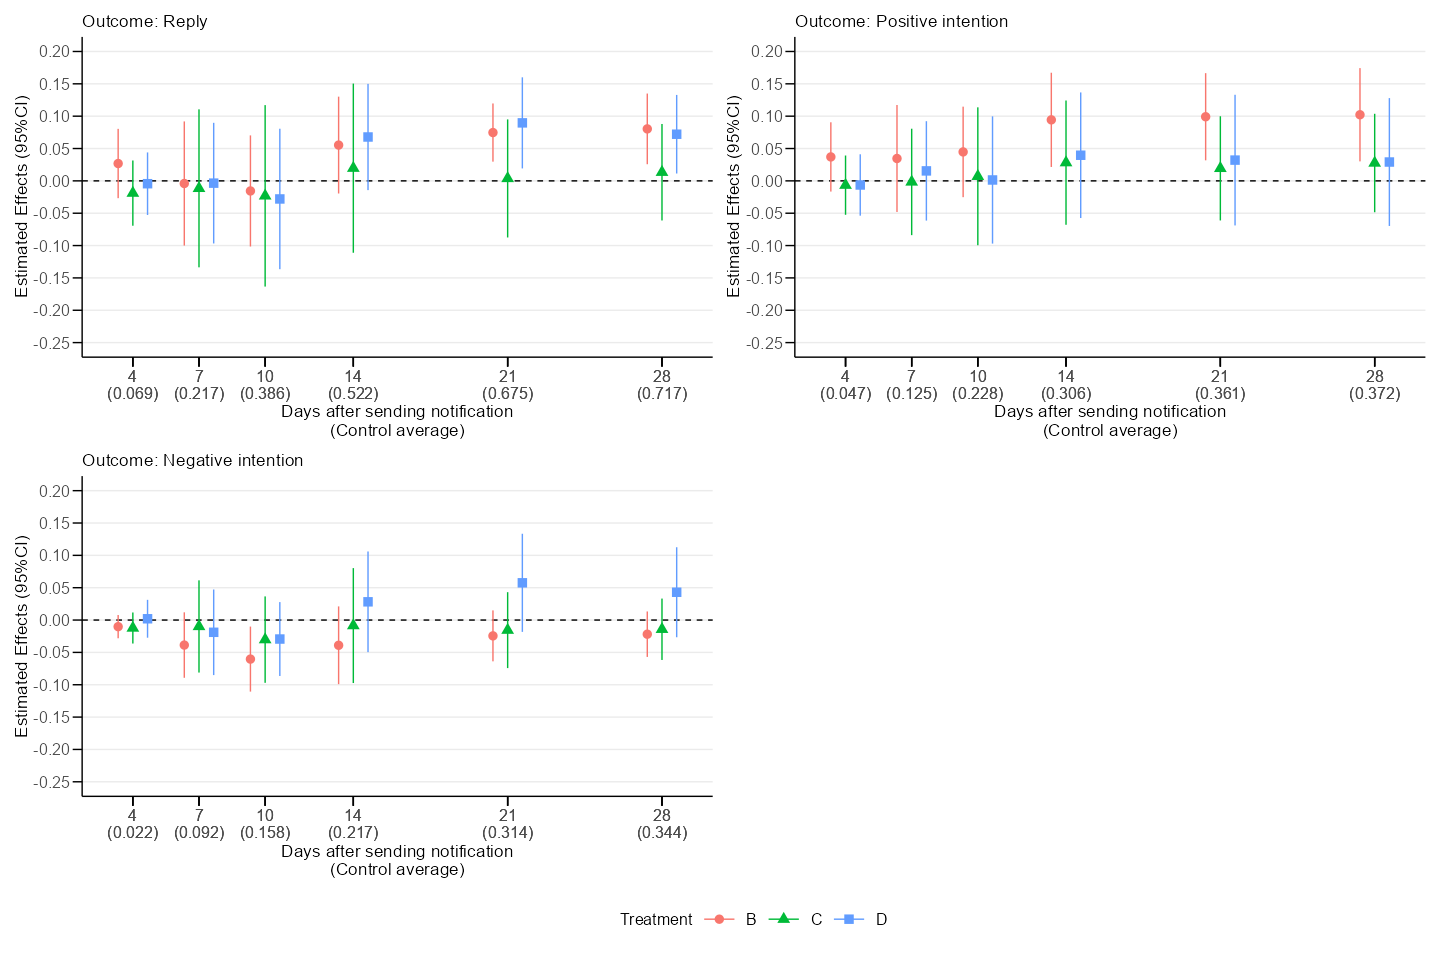 Outcome: Reply
Estimated Effects (95%CI)
0.20
0.15
0.10
0.05
0.00
-0.05
-0.10
-0.15
-0.20
-0.25
4 7 10 14 21 28
(0.069) (0.217) (0.386) (0.522) (0.675) (0.717)
Days after sending notification
(Control average)
Outcome: Positive intention
Estimated Effects (95%CI)
0.20
0.15
0.10
0.05
0.00
-0.05
-0.10
-0.15
-0.20
-0.25
4 7 10 14 21 28
(0.047) (0.125) (0.228) (0.306) (0.361) (0.372)
Days after sending notification
(Control average)
Outcome: Negative intention
Estimated Effects (95%CI)
0.20
0.15
0.10
0.05
0.00
-0.05
-0.10
-0.15
-0.20
-0.25
4 7 10 14 21 28
(0.022) (0.092) (0.158) (0.217) (0.314) (0.344)
Days after sending notification
(Control average)
Treatment B C D